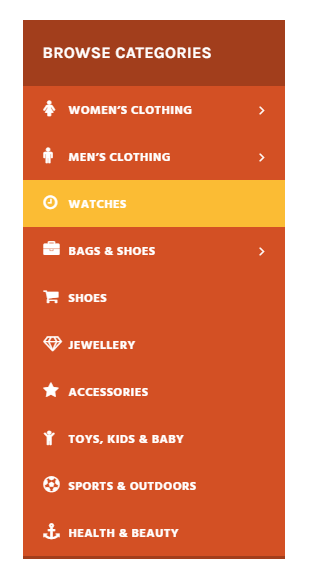 BROWSE CATEGORIES
WOMEN'S CLOTHING
MEN'S CLOTHING
WATCHES
BAGS & SHOES
SHOES
JEWELLERY
ACCESSORIES
TOYS, KIDS & BABY
SPORTS & OUTDOORS
HEALTH & BEAUTY